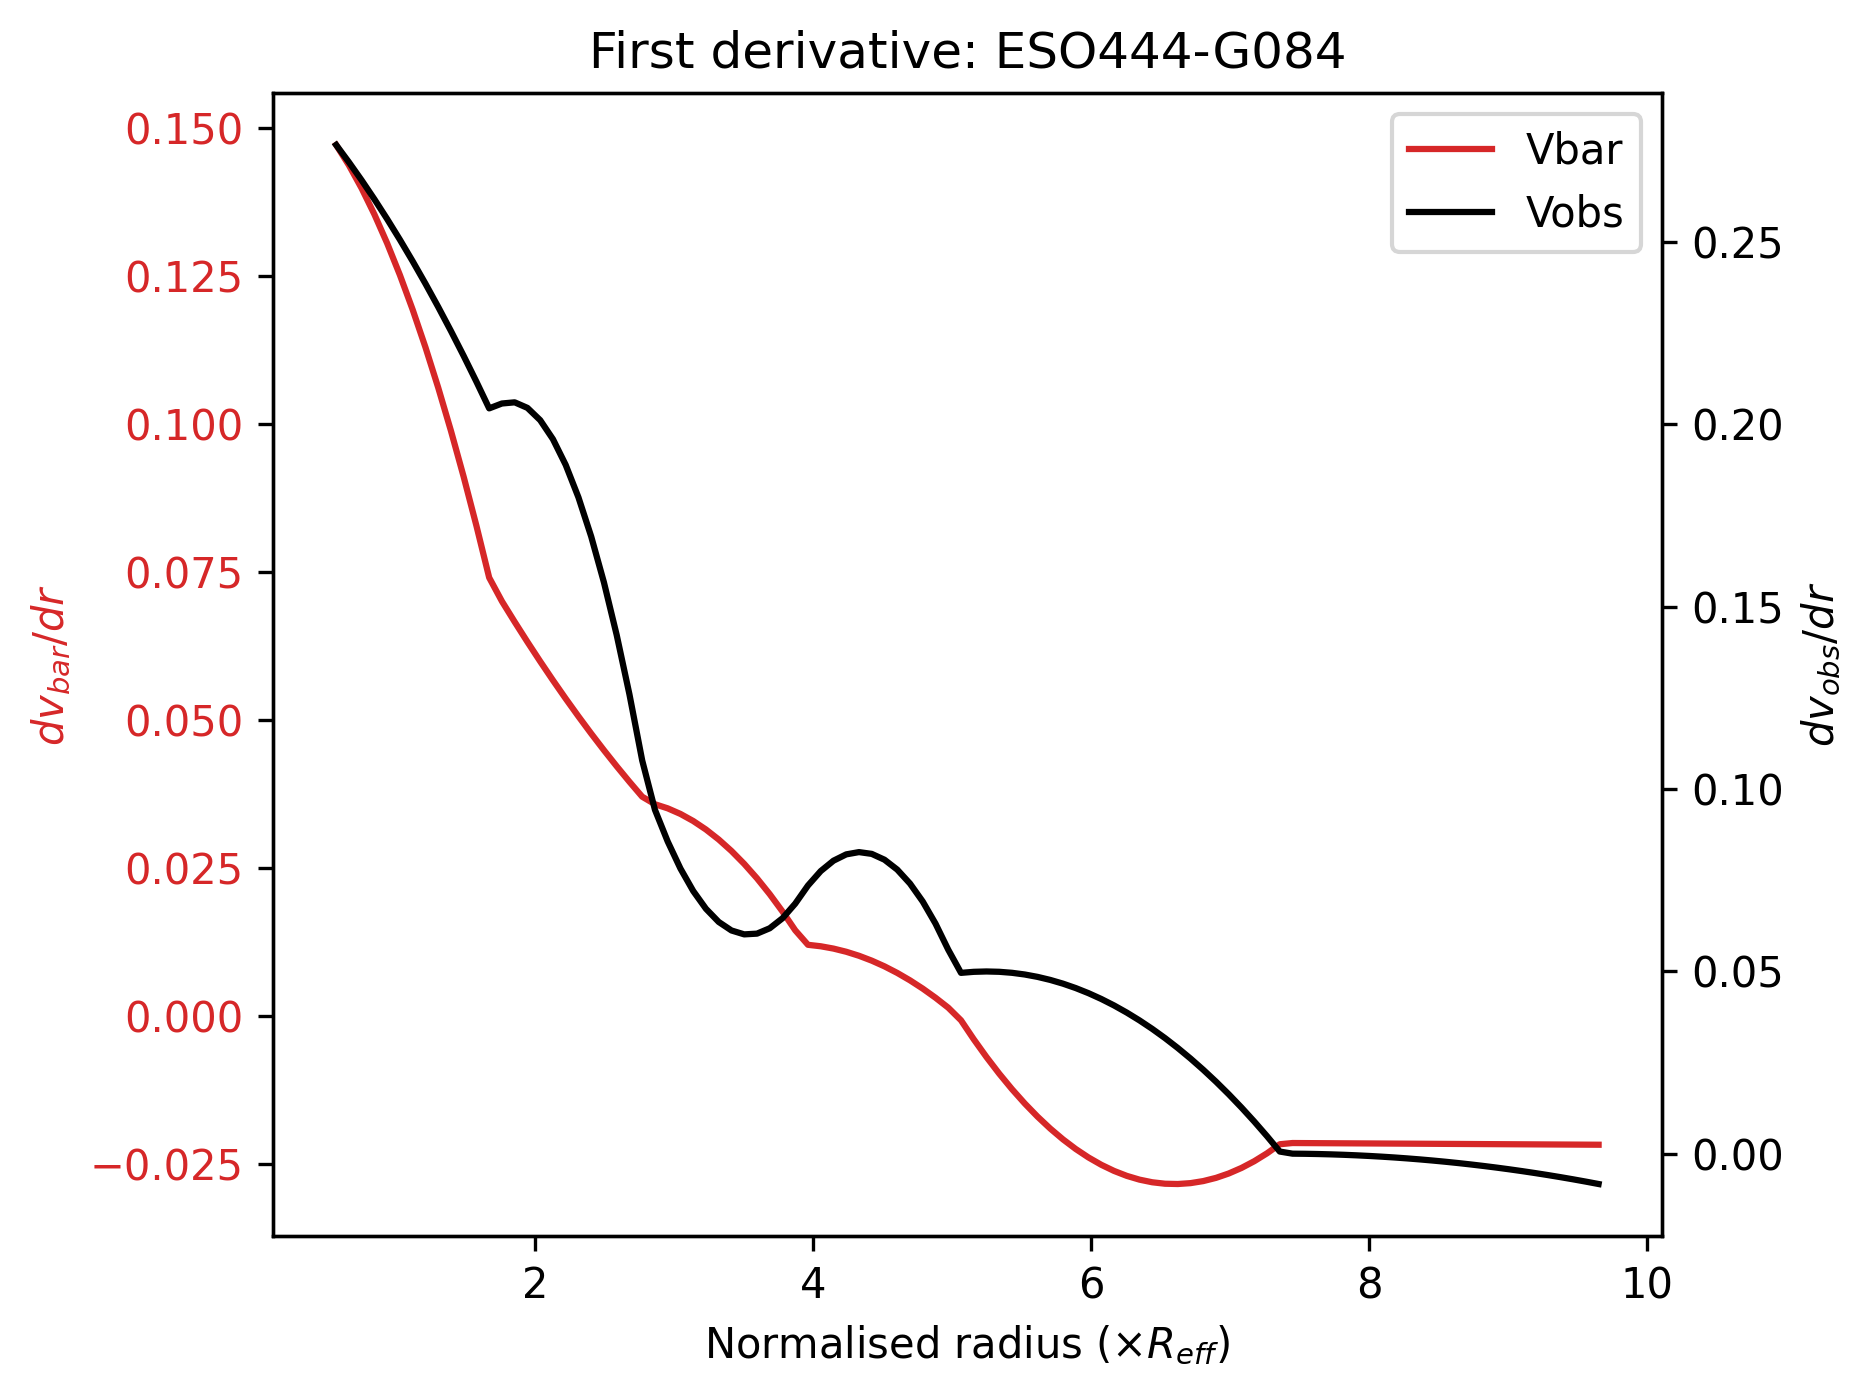 First derivative: ESO444-G084
0.150
0.125
0.100
0.075
0.050
0.025
0.000
−0.025
dv_bar/dr
Vbar
Vobs
0.25
0.20
0.15
0.10
0.05
0.00
dv_obs/dr
2 4 6 8 10
Normalised radius (×R_eff)